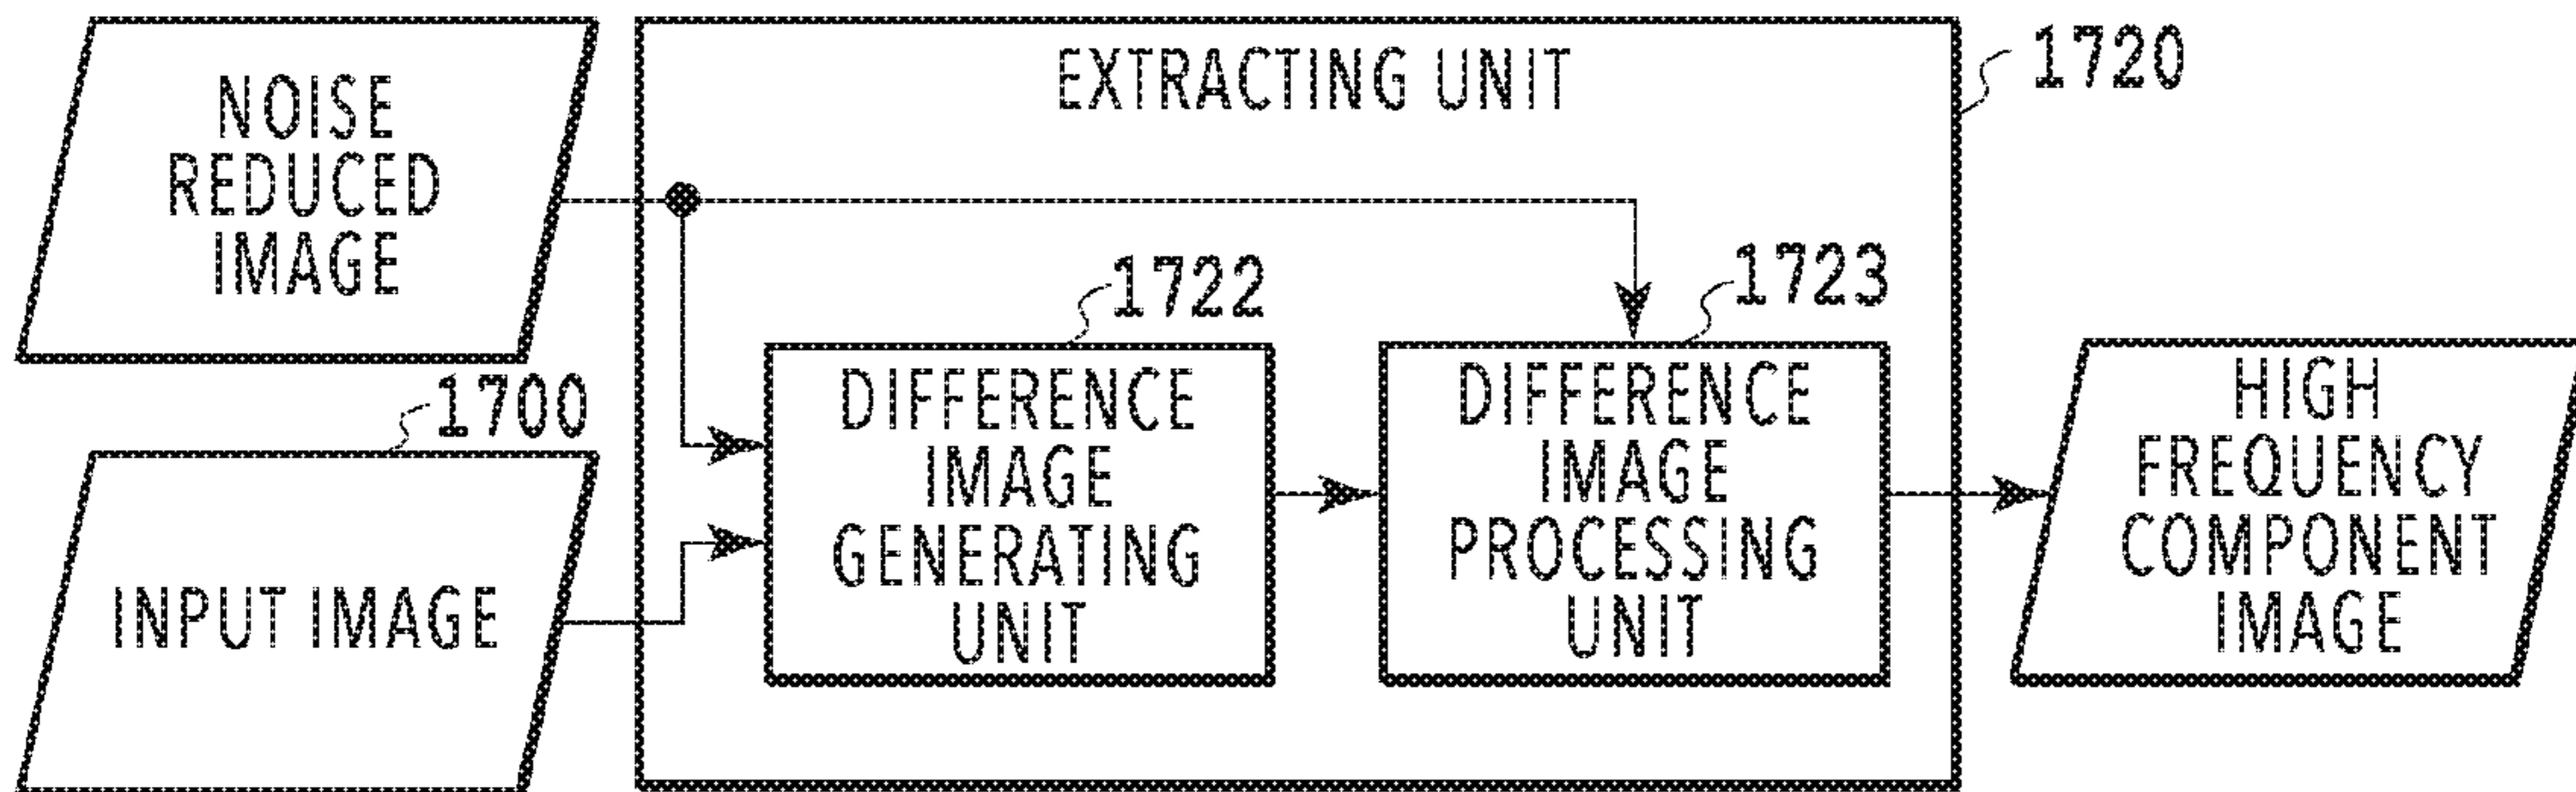 NOISE
REDUCED
IMAGE
1700
INPUT IMAGE
EXTRACTING UNIT
1720
1722
DIFFERENCE
IMAGE
GENERATING
UNIT
1723
DIFFERENCE
IMAGE
PROCESSING
UNIT
HIGH
FREQUENCY
COMPONENT
IMAGE